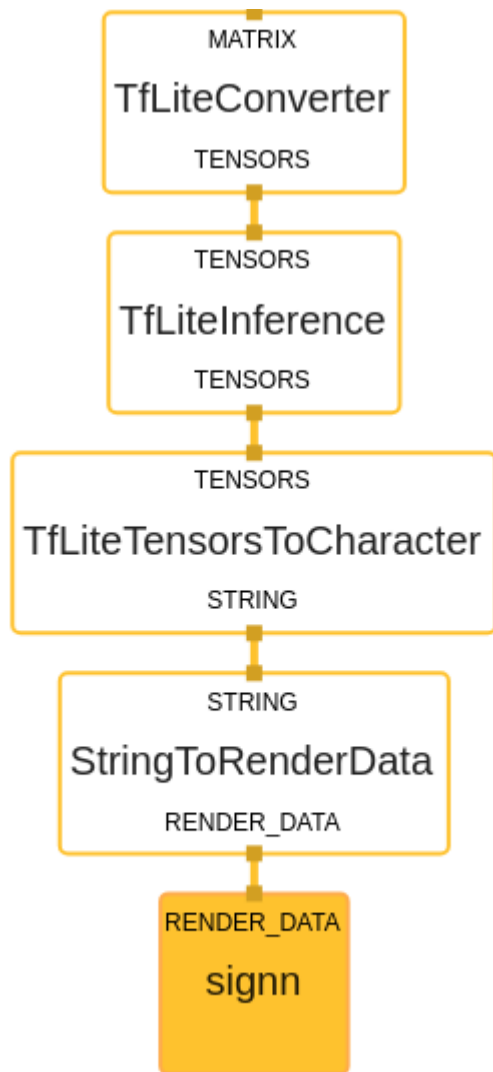 MATRIX
TfLiteConverter
TENSORS
TENSORS
TfLiteInference
TENSORS
TENSORS
TfLiteTensorsToCharacter
STRING
STRING
StringToRenderData
RENDER_DATA
RENDER_DATA
signn